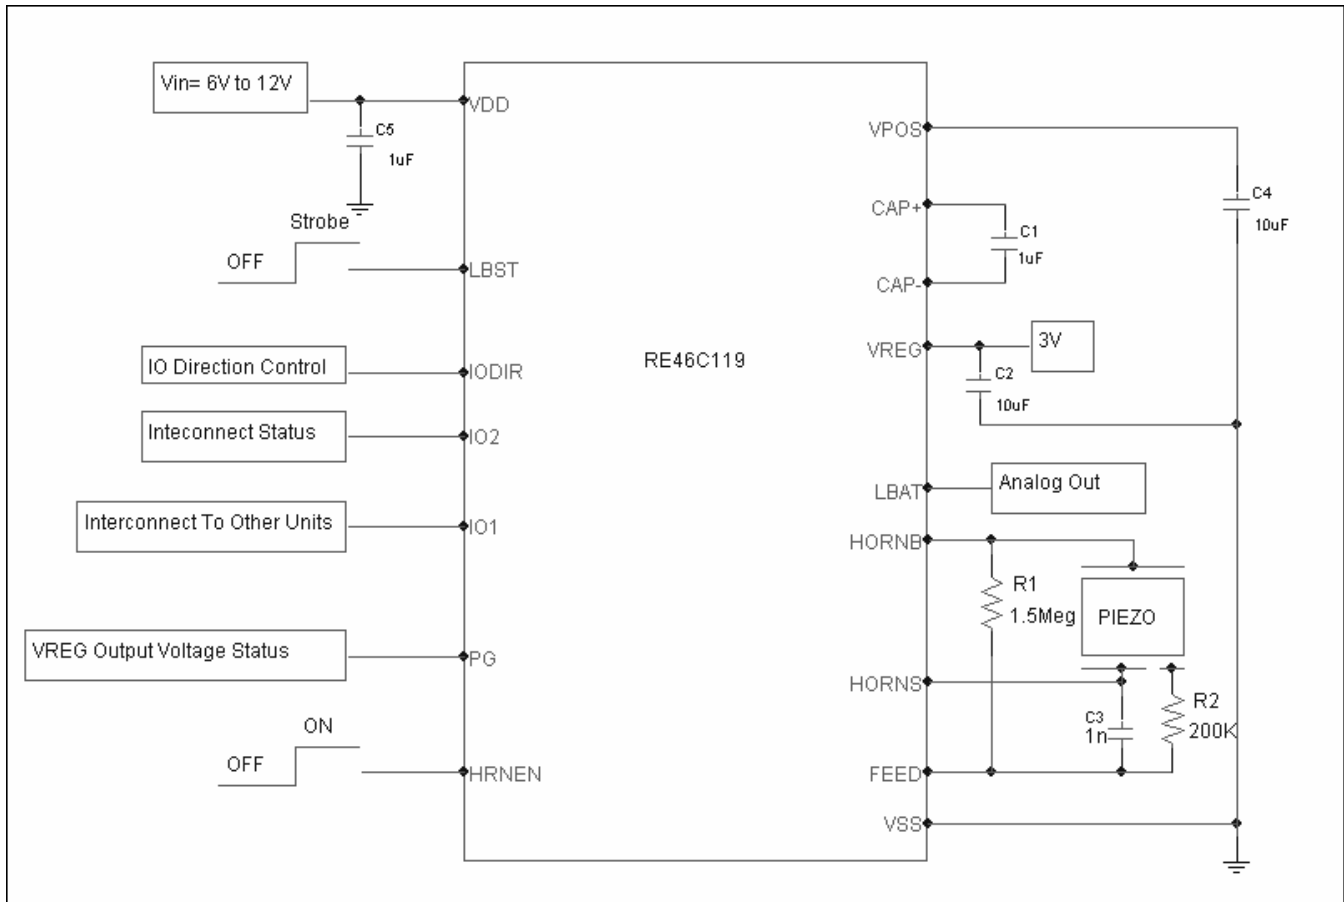 Vin= 6V to 12V
VDD
C5
1uF
Strobe
OFF
LBST
IO Direction Control
IODIR
Inteconnect Status
IO2
Interconnect To Other Units
IO1
VREG Output Voltage Status
PG
ON
OFF
HRNEN
RE46C119
VPOS
C4
10uF
CAP+
C1
1uF
CAP-
VREG
3V
C2
10uF
LBAT
Analog Out
HORNB
R1
1.5Meg
PIEZO
HORNS
C3
1n
R2
200K
FEED
VSS